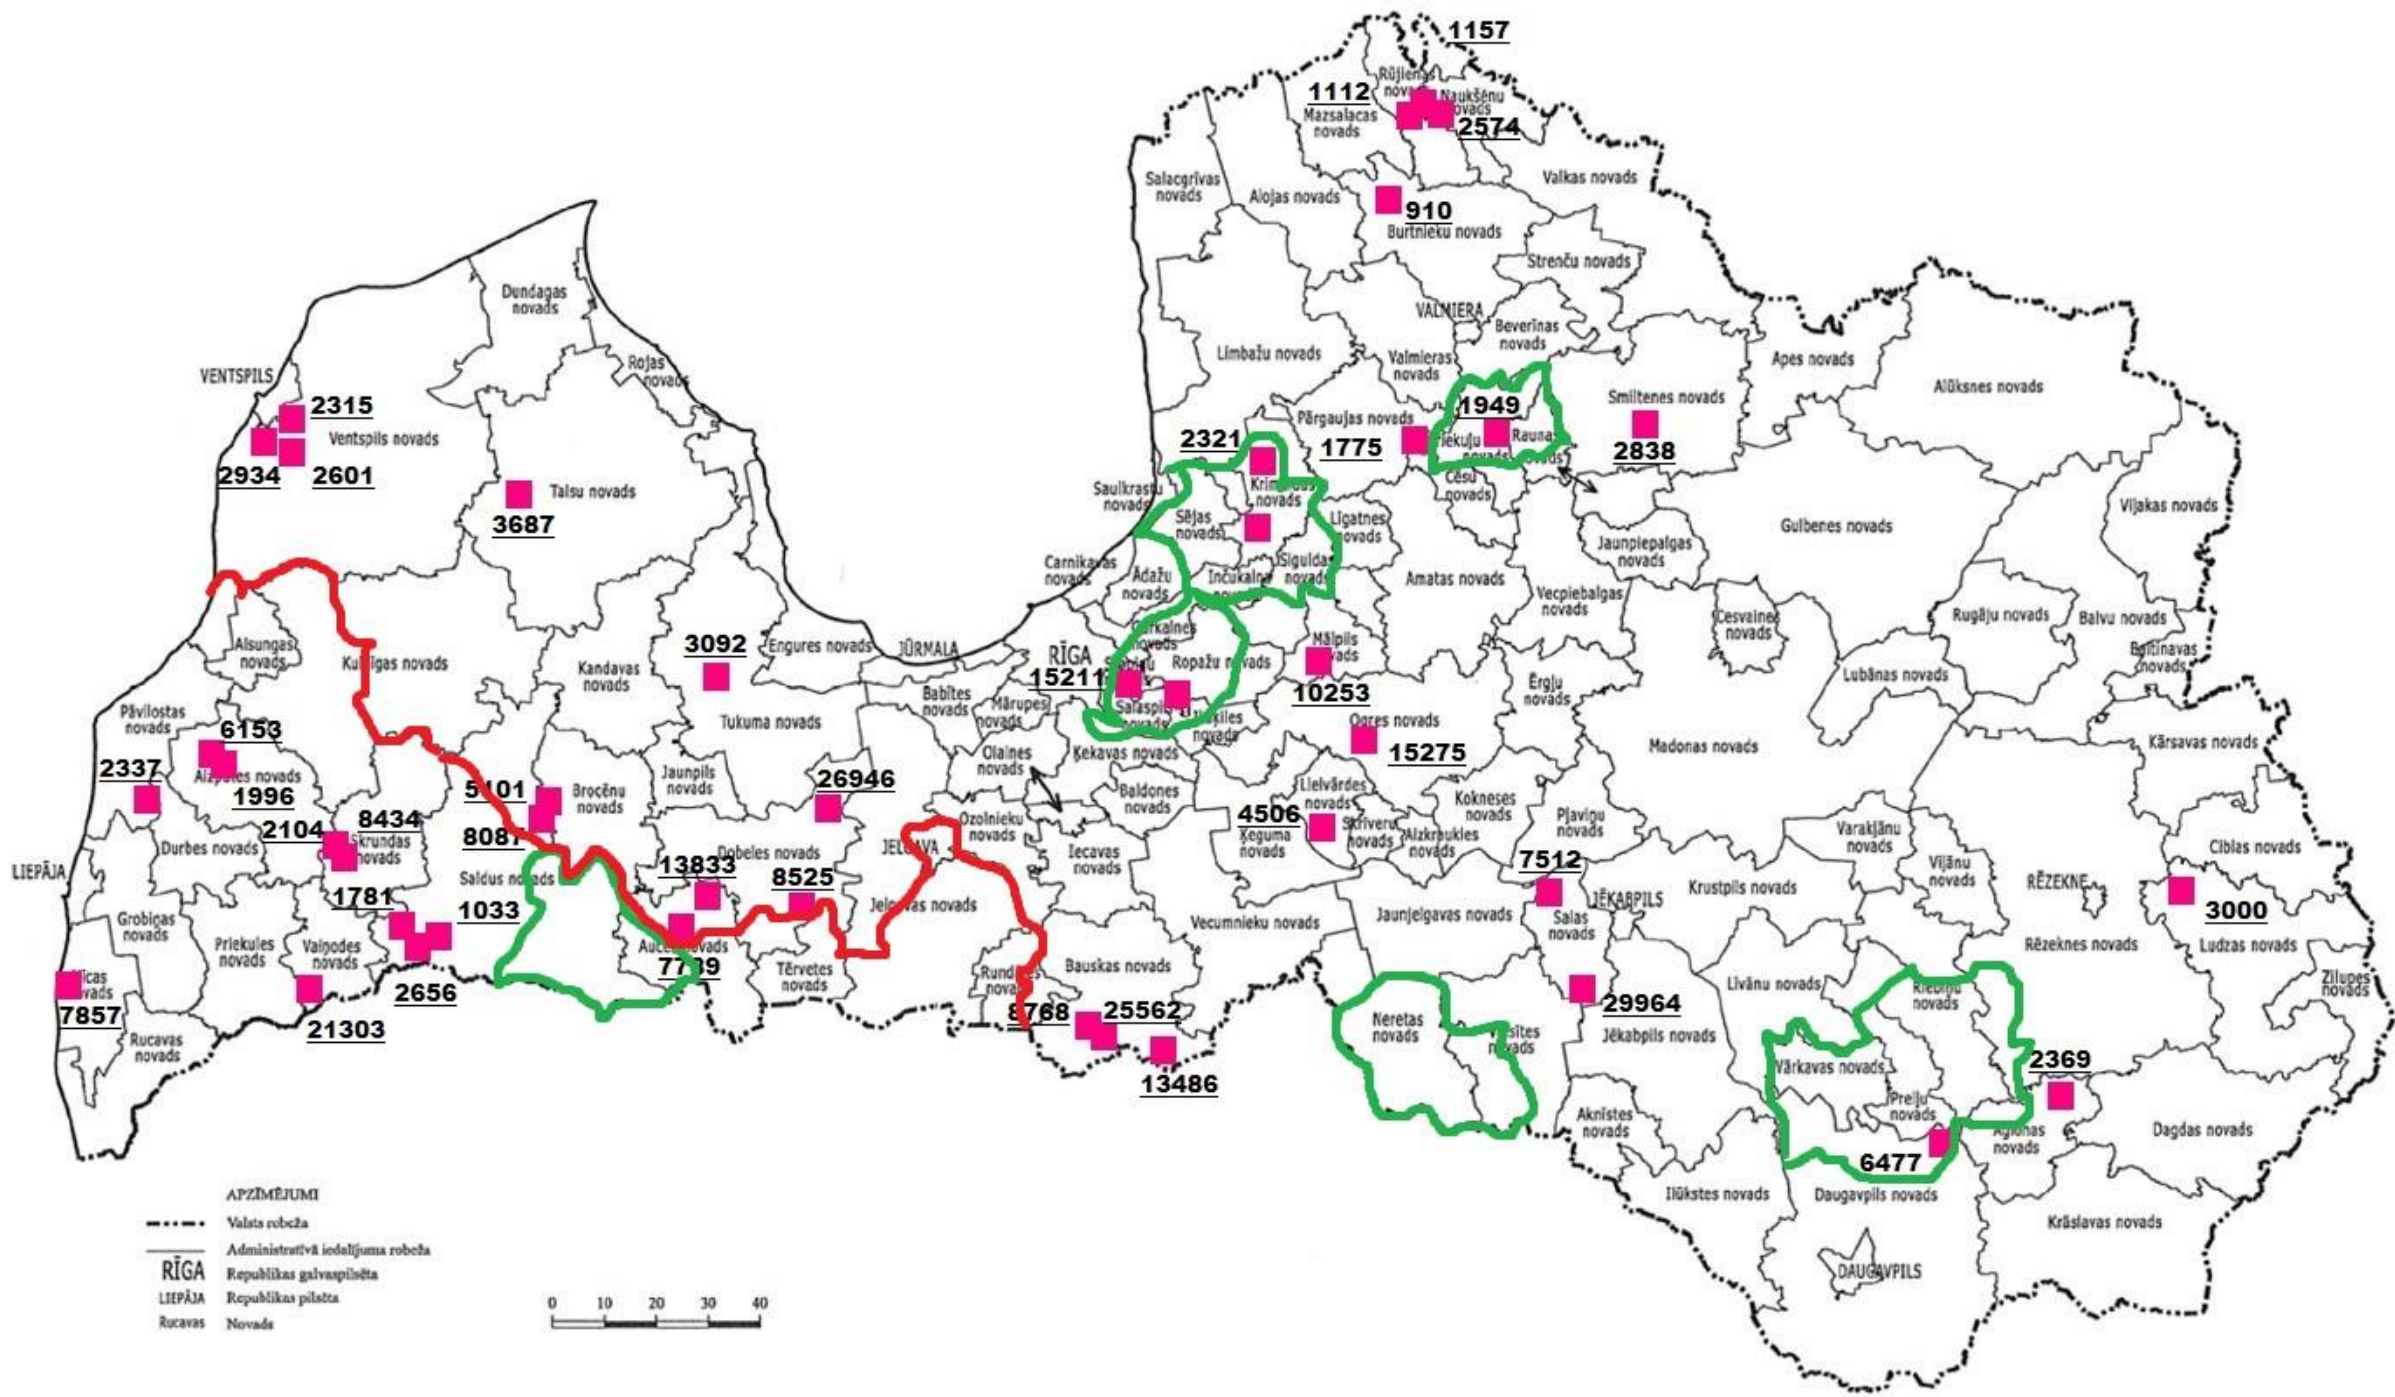 1157
Rūjienas
1112
Naukšēnu
Mazsalacas
novads
2574
Valkas novads
Salacgrīvas
novads
Alojas novads
910
Burtnieku novads
Strenču novads
Dundagas
novads
VALMIERA
Beverīnas
novads
Limbažu novads
Valmieras
novads
Apes novads
Alūksnes novads
Rojas
novads
VENTSPILS
2315
Ventspils novads
2934
2601
Talsu novads
3687
Smiltenes novads
2838
1949
Rauna
Pārgaujas novads
1775
2321
Cēsu
novads
Saulkrastu
novads
novads
Sējas
novads
Līgatnes
novads
Viļakas novads
Gulbenes novads
Jaunpiepalgas
novads
Siguldas
novads
Carnikavas
novads
Ādažu
novads
Amatas novads
Vecpiebalgas
novads
Cesvaines
novads
Rugāju novads
Balvu novads
Baltinavas
novads
Alsungas
novads
3092
Engures novads
JŪRMALA
RĪGA
15211
Ropažu novads
Mālpils
10253
Kandavas
novads
Ērgļu
novads
Lubānas novads
Babītes
novads
Mārupes
novads
Pāvilostas
novads
Tukuma novads
Ogres novads
15275
6153
Madonas novads
Kārsavas novads
Olaines
novads
Ķekavas novads
2337
1996
Jaunpils
novads
26946
5101
Brocēnu
novads
Baldones
novads
Lielvārdes
novads
Kokneses
novads
8434
2104
Skrundas
novads
8087
Ozolnieku
novads
4506
Ķeguma
novads
Skrīveru
novads
Aizkraukles
novads
Pļaviņu
novads
Varakļānu
novads
Durbes novads
JELGAVA
Iecavas
novads
Ciblas novads
LIEPĀJA
13833
Dobeles novads
7512
Viļānu
novads
Saldus novads
8525
RĒZEKNE
1781
1033
Krustpils novads
JĒKABPILS
Jelgavas novads
Grobiņas
novads
Vecumnieku novads
Jaunjelgavas novads
Salas
novads
3000
Priekules
novads
Vaiņodes
novads
Rēzeknes novads
Ludzas novads
7789
Tērvetes
novads
Bauskas novads
Līvānu novads
Zilupes
novads
2656
7857
21303
8768
25562
29964
Neretas
novads
Jēkabpils novads
Rucavas
novads
Vārkavas novads
2369
13486
Preiļu
novads
Aknīstes
novads
Dagdas novads
novads
6477
Ilūkstes novads
Daugavpils novads
Krāslavas novads
DAUGAVPILS
APZĪMĒJUMI
Valsts robeža
Administratīvā iedalījuma robeža
RĪGA Republikas galvaspilsēta
LIEPĀJA Republikas pilsēta
Rucavas Novads
0 10 20 30 40